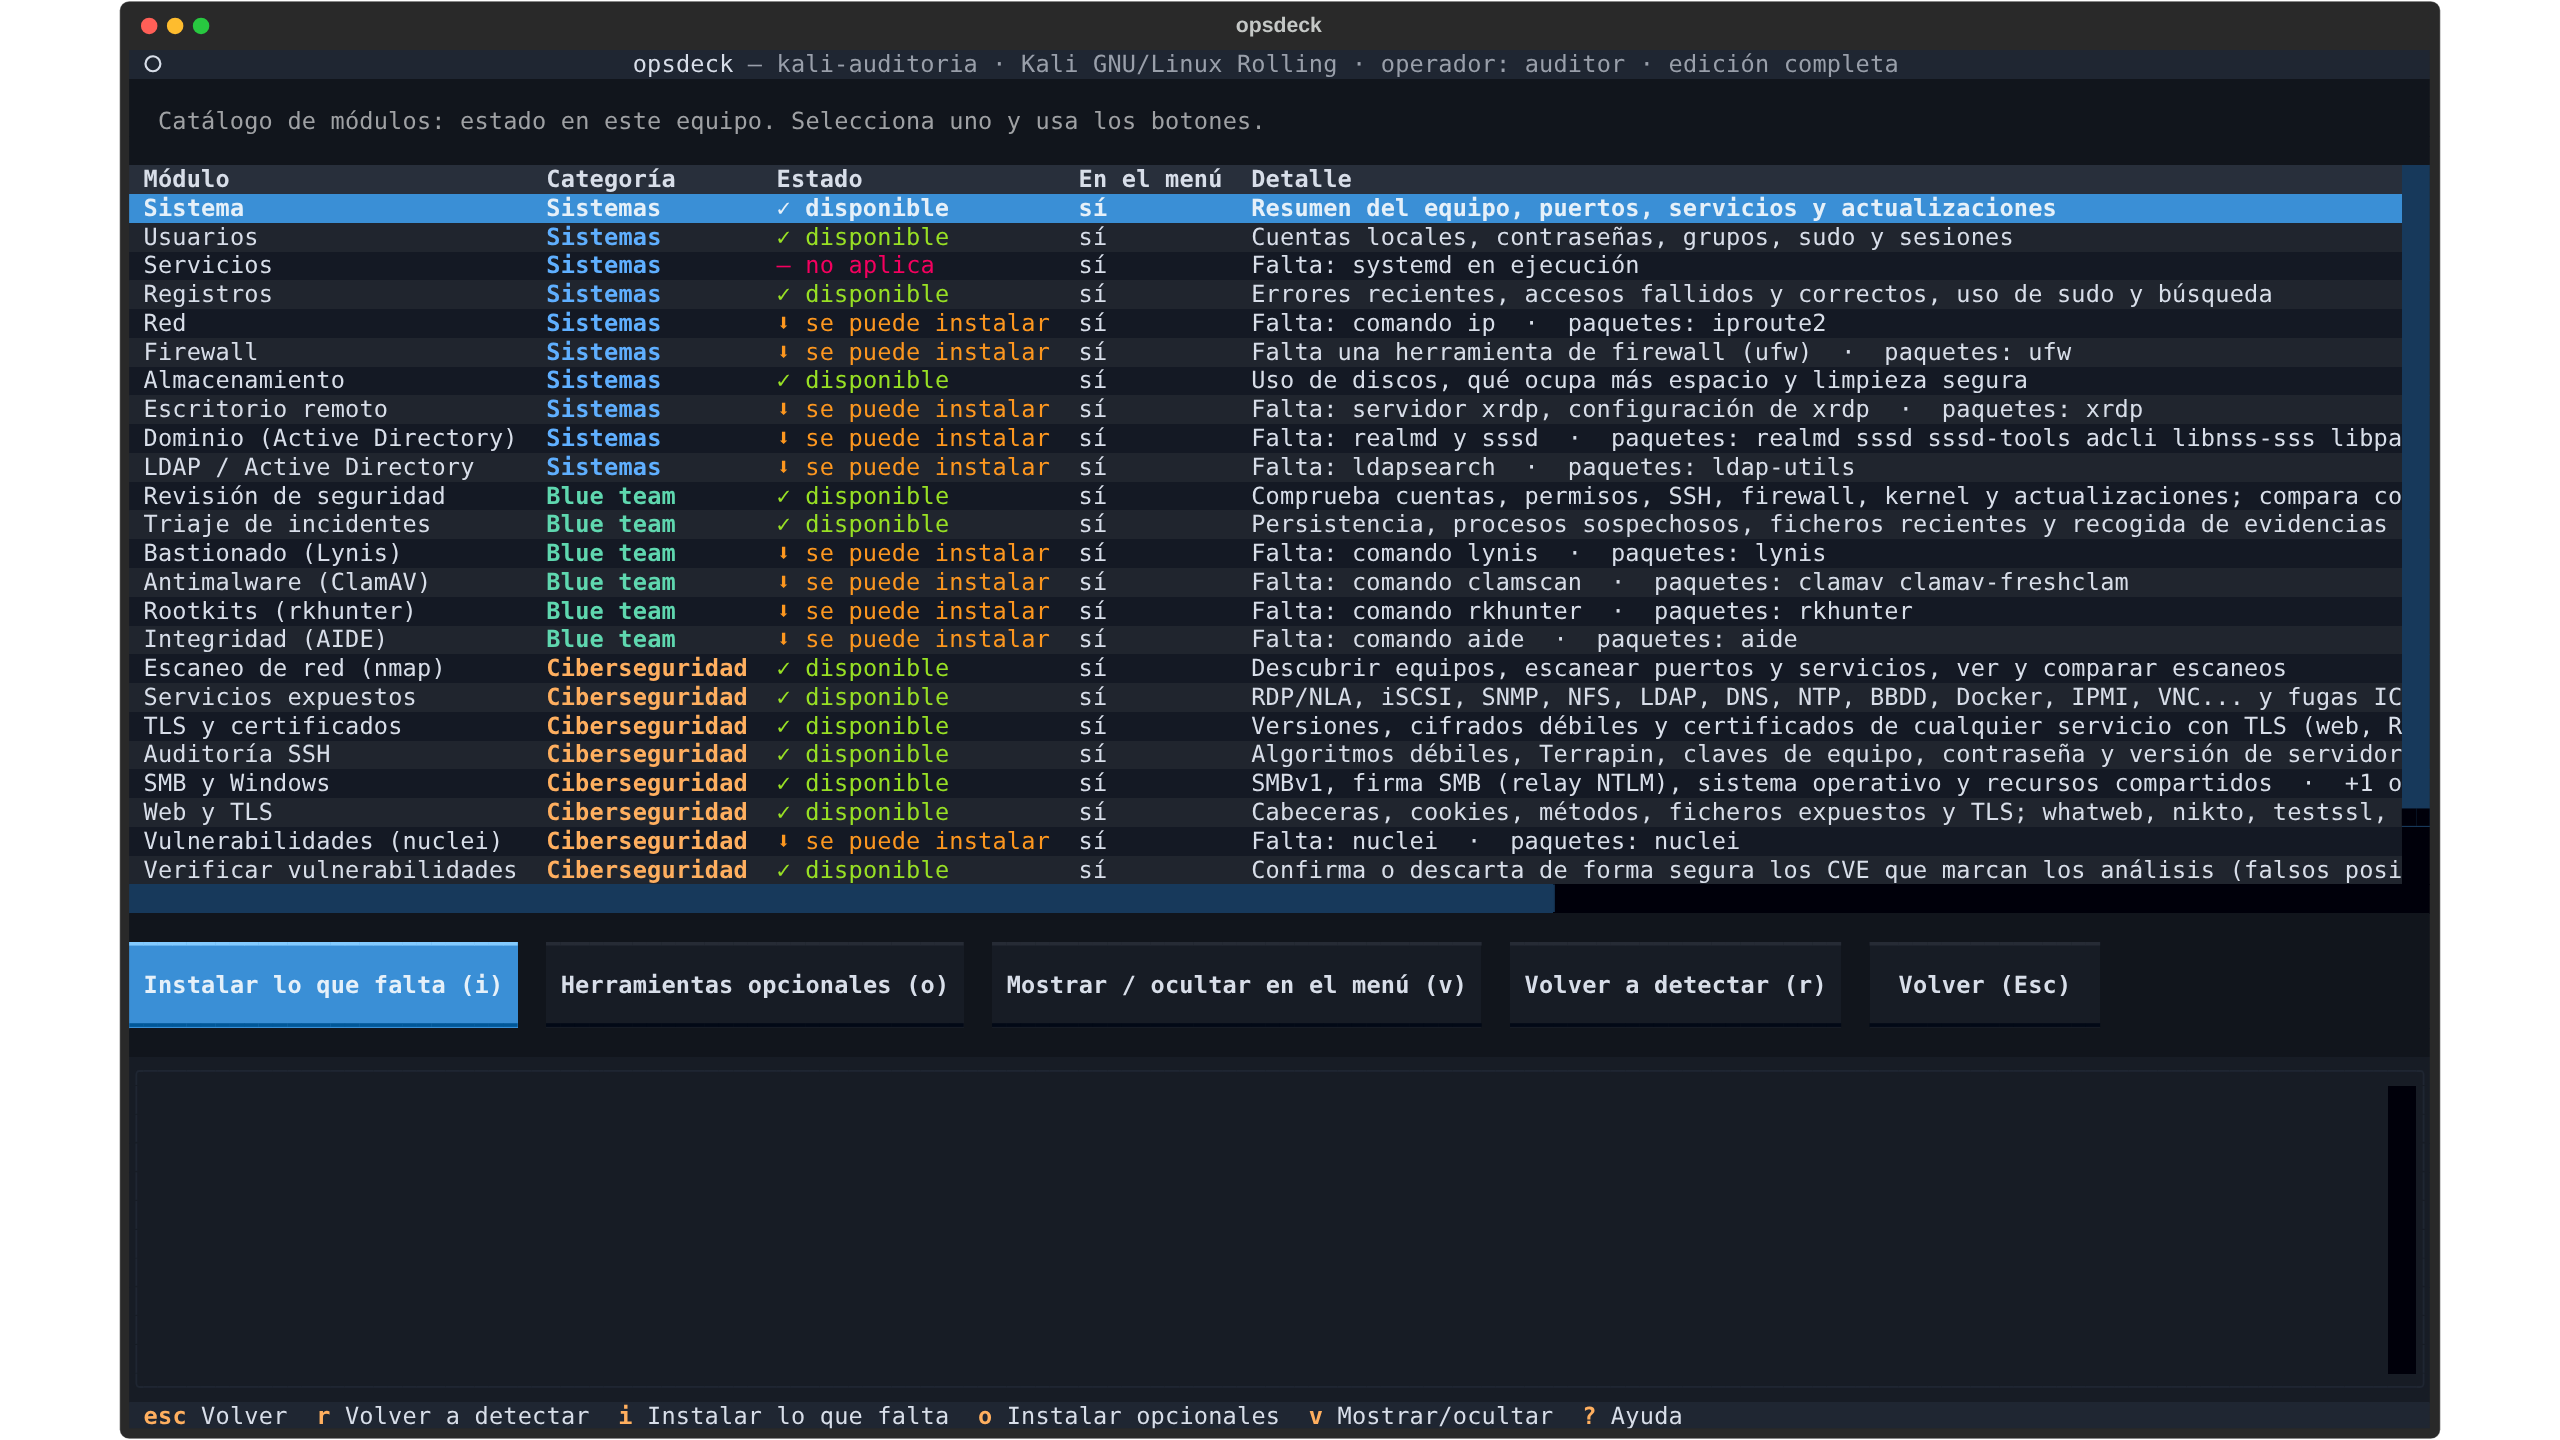 opsdeck
opsdeck — kali-auditoria · Kali GNU/Linux Rolling · operador: auditor · edición completa
Catálogo de módulos: estado en este equipo. Selecciona uno y usa los botones.
Módulo Categoría Estado En el menú Detalle
Sistema Sistemas ✓ disponible sí Resumen del equipo, puertos, servicios y actualizaciones
Usuarios Sistemas ✓ disponible sí Cuentas locales, contraseñas, grupos, sudo y sesiones
Servicios Sistemas — no aplica sí Falta: systemd en ejecución
Registros Sistemas ✓ disponible sí Errores recientes, accesos fallidos y correctos, uso de sudo y búsqueda
Red Sistemas ⬇ se puede instalar sí Falta: comando ip · paquetes: iproute2
Firewall Sistemas ⬇ se puede instalar sí Falta una herramienta de firewall (ufw) · paquetes: ufw
Almacenamiento Sistemas ✓ disponible sí Uso de discos, qué ocupa más espacio y limpieza segura
Escritorio remoto Sistemas ⬇ se puede instalar sí Falta: servidor xrdp, configuración de xrdp · paquetes: xrdp
Dominio (Active Directory) Sistemas ⬇ se puede instalar sí Falta: realmd y sssd · paquetes: realmd sssd sssd-tools adcli libnss-sss libpa
LDAP / Active Directory Sistemas ⬇ se puede instalar sí Falta: ldapsearch · paquetes: ldap-utils
Revisión de seguridad Blue team ✓ disponible sí Comprueba cuentas, permisos, SSH, firewall, kernel y actualizaciones; compara co
Triaje de incidentes Blue team ✓ disponible sí Persistencia, procesos sospechosos, ficheros recientes y recogida de evidencias
Bastionado (Lynis) Blue team ⬇ se puede instalar sí Falta: comando lynis · paquetes: lynis
Antimalware (ClamAV) Blue team ⬇ se puede instalar sí Falta: comando clamscan · paquetes: clamav clamav-freshclam
Rootkits (rkhunter) Blue team ⬇ se puede instalar sí Falta: comando rkhunter · paquetes: rkhunter
Integridad (AIDE) Blue team ⬇ se puede instalar sí Falta: comando aide · paquetes: aide
Escaneo de red (nmap) Ciberseguridad ✓ disponible sí Descubrir equipos, escanear puertos y servicios, ver y comparar escaneos
Servicios expuestos Ciberseguridad ✓ disponible sí RDP/NLA, iSCSI, SNMP, NFS, LDAP, DNS, NTP, BBDD, Docker, IPMI, VNC... y fugas IC
TLS y certificados Ciberseguridad ✓ disponible sí Versiones, cifrados débiles y certificados de cualquier servicio con TLS (web, R
Auditoría SSH Ciberseguridad ✓ disponible sí Algoritmos débiles, Terrapin, claves de equipo, contraseña y versión de servidor
SMB y Windows Ciberseguridad ✓ disponible sí SMBv1, firma SMB (relay NTLM), sistema operativo y recursos compartidos · +1 o
Web y TLS Ciberseguridad ✓ disponible sí Cabeceras, cookies, métodos, ficheros expuestos y TLS; whatweb, nikto, testssl,
Vulnerabilidades (nuclei) Ciberseguridad ⬇ se puede instalar sí Falta: nuclei · paquetes: nuclei
Verificar vulnerabilidades Ciberseguridad ✓ disponible sí Confirma o descarta de forma segura los CVE que marcan los análisis (falsos posi
Instalar lo que falta (i) Herramientas opcionales (o) Mostrar / ocultar en el menú (v) Volver a detectar (r) Volver (Esc)
esc Volver r Volver a detectar i Instalar lo que falta o Instalar opcionales v Mostrar/ocultar ? Ayuda